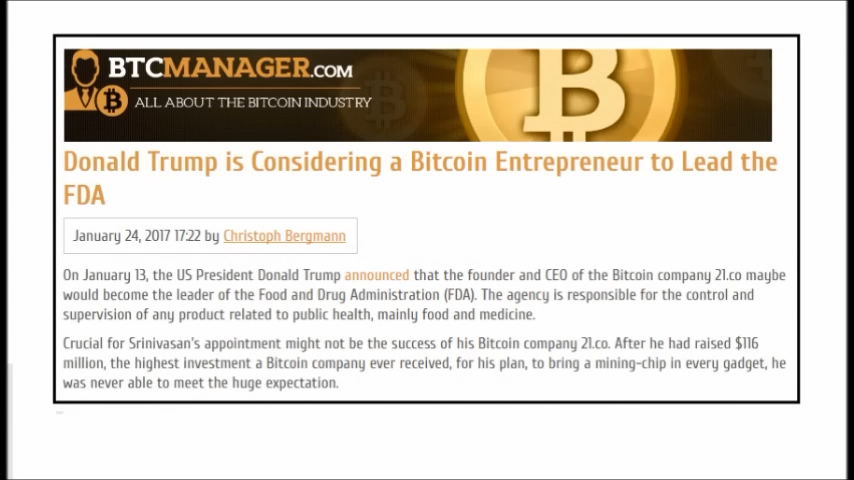 BTCMANAGER.COM
ALL ABOUT THE BITCOIN INDUSTRY
Donald Trump is Considering a Bitcoin Entrepreneur to Lead the
FDA
January 24, 2017 17:22 by Christoph Bergmann
On January 13, the US President Donald Trump announced that the founder and CEO of the Bitcoin company 21.co maybe
would become the leader of the Food and Drug Administration (FDA). The agency is responsible for the control and
supervision of any product related to public health, mainly food and medicine.
Crucial for Srinivasan's appointment might not be the success of his Bitcoin company 21.co. After he had raised $116
million, the highest investment a Bitcoin company ever received, for his plan, to bring a mining-chip in every gadget, he
was never able to meet the huge expectation.